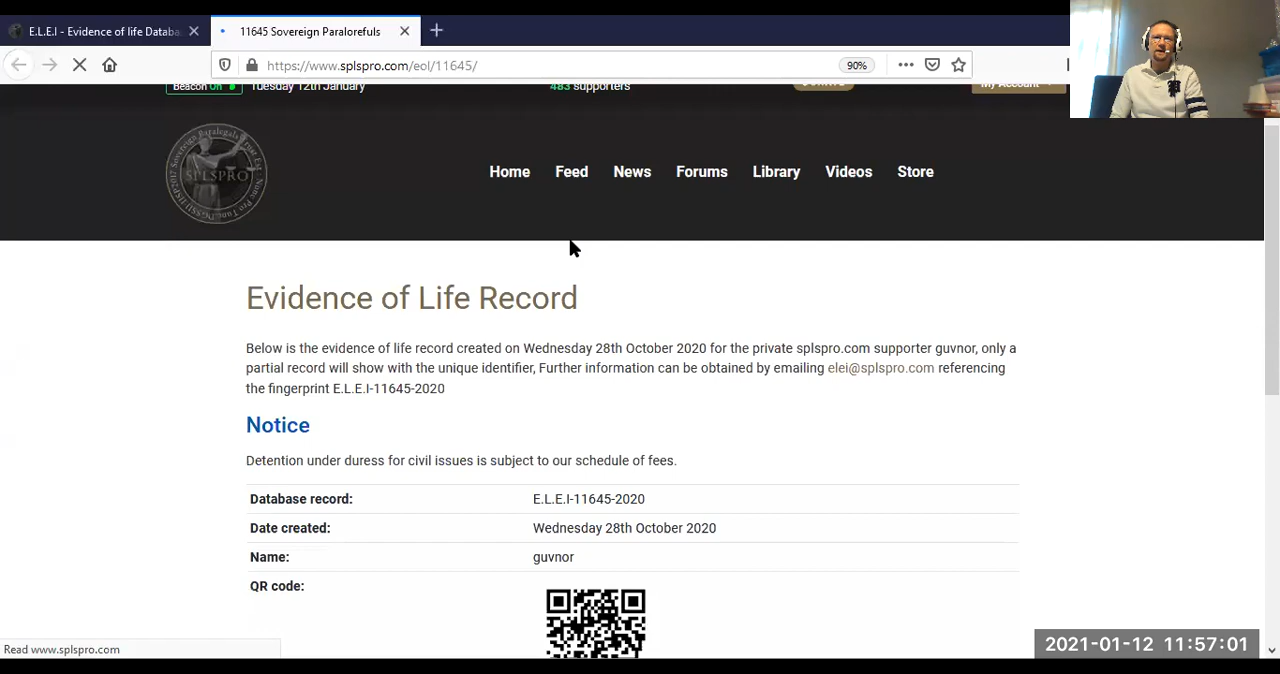 E.L.E.I - Evidence of life Databa
11645 Sovereign Paralorefuls
https://www.splspro.com/eol/11645/
90%
Beacon On
Tuesday 12th January
483 supporters
My Account
SPLSPRO
Home Feed News Forums Library Videos Store
Evidence of Life Record
Below is the evidence of life record created on Wednesday 28th October 2020 for the private splspro.com supporter guvnor, only a
partial record will show with the unique identifier, Further information can be obtained by emailing elei@splspro.com referencing
the fingerprint E.L.E.I-11645-2020
Notice
Detention under duress for civil issues is subject to our schedule of fees.
Database record: E.L.E.I-11645-2020
Date created: Wednesday 28th October 2020
Name: guvnor
QR code:
Read www.splspro.com
2021-01-12 11:57:01